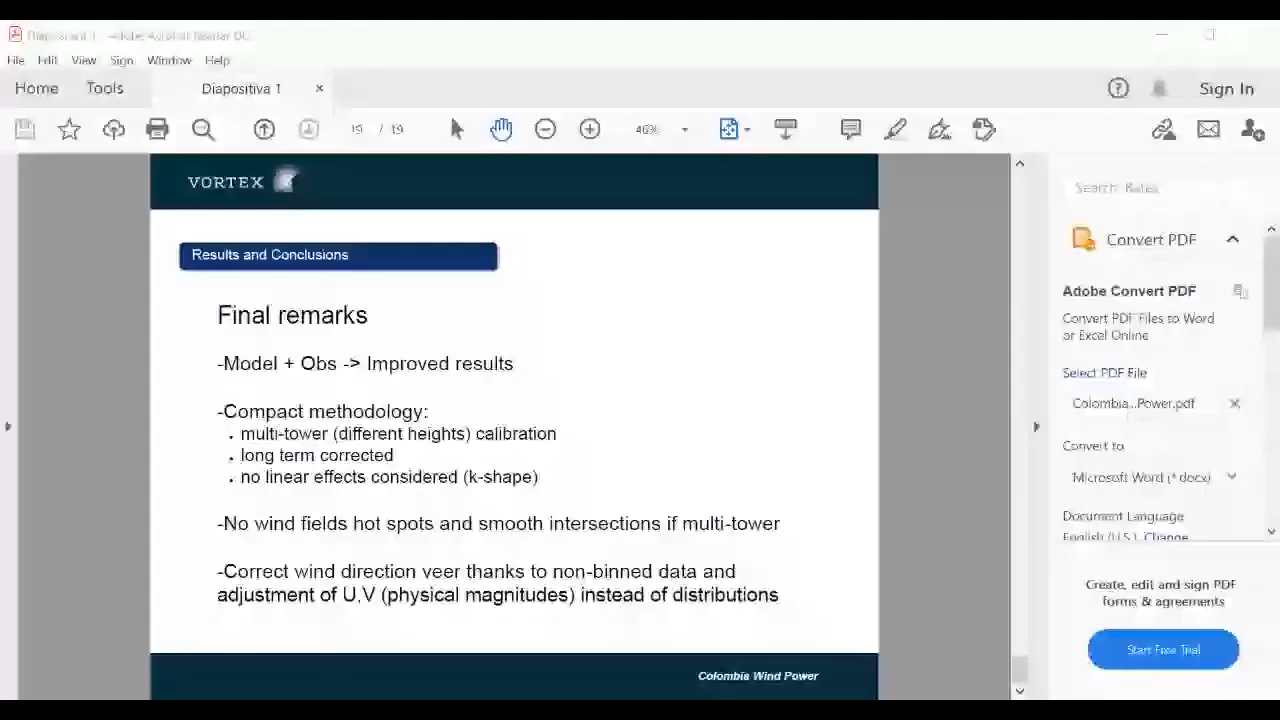 File Edit View Sign Window Help
Home Tools Diapositiva 1 Sign In
19 / 19 46%
VORTEX
Results and Conclusions
Final remarks
-Model + Obs -> Improved results
-Compact methodology:
. multi-tower (different heights) calibration
. long term corrected
. no linear effects considered (k-shape)
-No wind fields hot spots and smooth intersections if multi-tower
-Correct wind direction veer thanks to non-binned data and
adjustment of U,V (physical magnitudes) instead of distributions
Colombia Wind Power
Search
Convert PDF
Adobe Convert PDF
Convert PDF Files to Word
or Excel Online
Select PDF File
Colombia...Power.pdf
Convert to
Microsoft Word (*.docx)
Document Language
English (U.S.) Change
Create, edit and sign PDF
forms & agreements
Start Free Trial